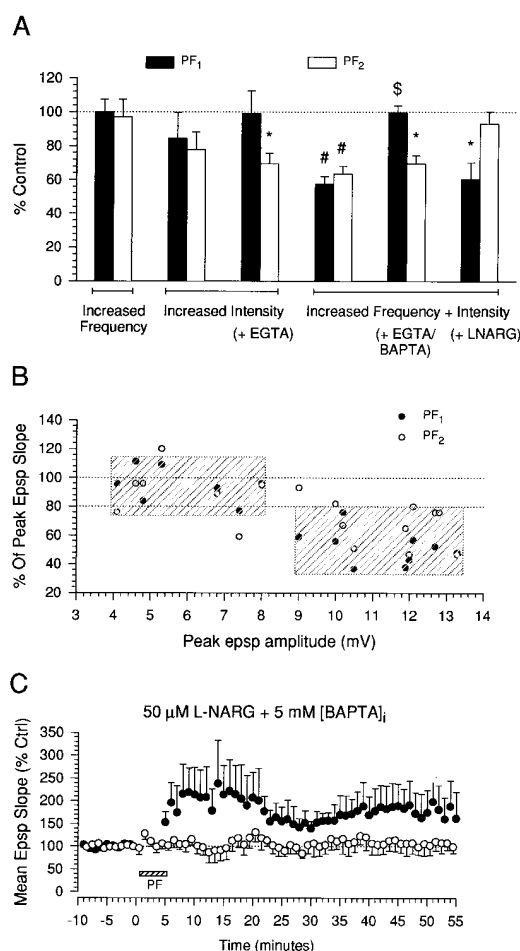 A
PF1 PF2
% Control
120
100
80
60
40
20
0
$
* # # * *
Increased Frequency
Increased Intensity
(+ EGTA)
Increased Frequency + Intensity
(+ EGTA/ BAPTA)
(+ LNARG)
B
PF1
PF2
% Of Peak Epsp Slope
140
120
100
80
60
40
20
3 4 5 6 7 8 9 10 11 12 13 14
Peak epsp amplitude (mV)
C
50 µM L-NARG + 5 mM [BAPTA]i
Mean Epsp Slope (% Ctrl)
350
300
250
200
150
100
50
0
PF
-10 -5 0 5 10 15 20 25 30 35 40 45 50 55
Time (minutes)